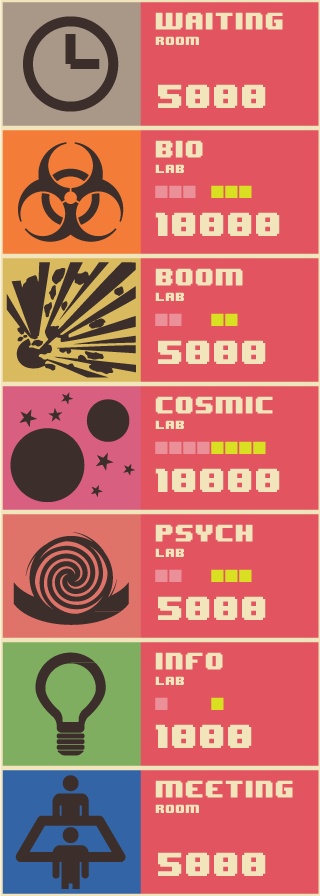 WAITING
ROOM
5000
BIO
LAB
10000
BOOM
LAB
5000
COSMIC
LAB
10000
PSYCH
LAB
5000
INFO
LAB
1000
MEETING
ROOM
5000